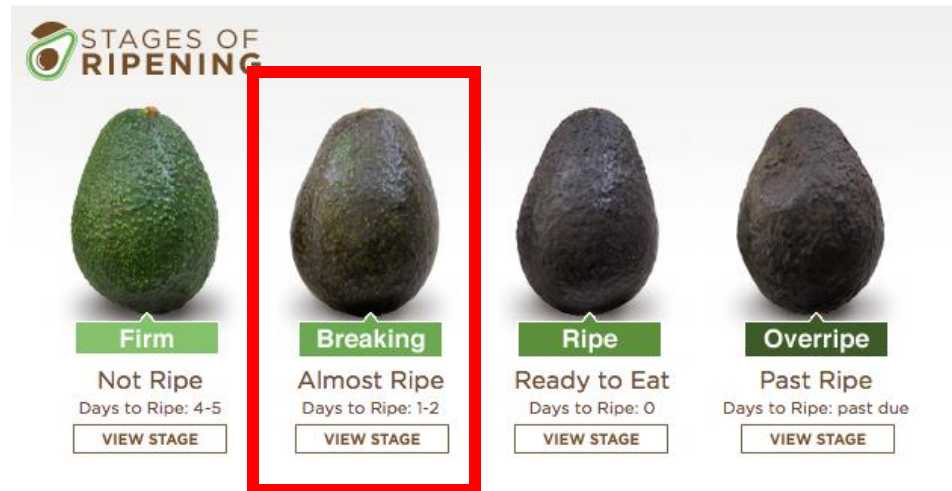 STAGES OF
RIPENING
Firm
Not Ripe
Days to Ripe: 4-5
VIEW STAGE
Breaking
Almost Ripe
Days to Ripe: 1-2
VIEW STAGE
Ripe
Ready to Eat
Days to Ripe: 0
VIEW STAGE
Overripe
Past Ripe
Days to Ripe: past due
VIEW STAGE